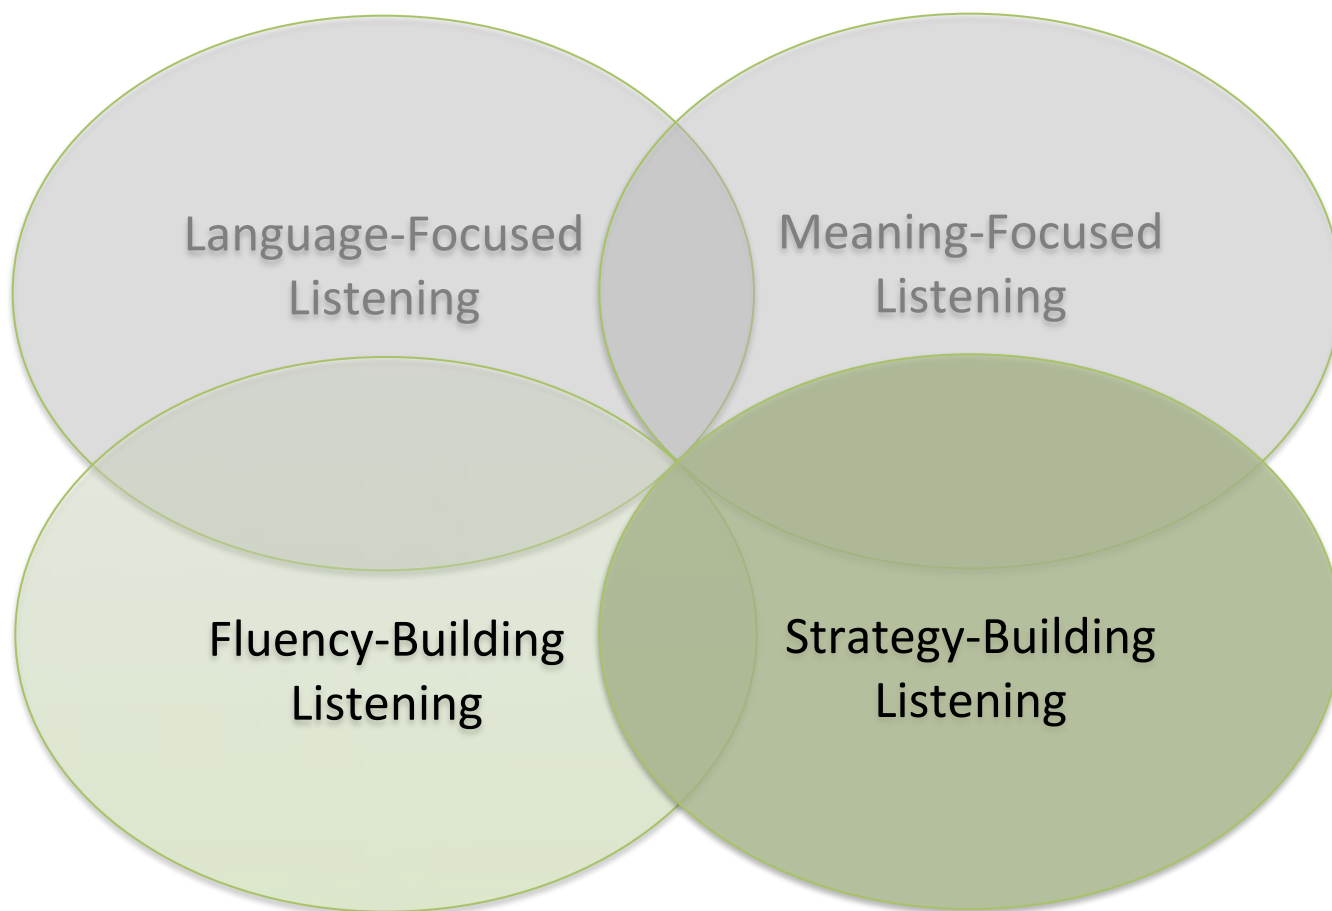 Language-Focused
Listening
Meaning-Focused
Listening
Fluency-Building
Listening
Strategy-Building
Listening